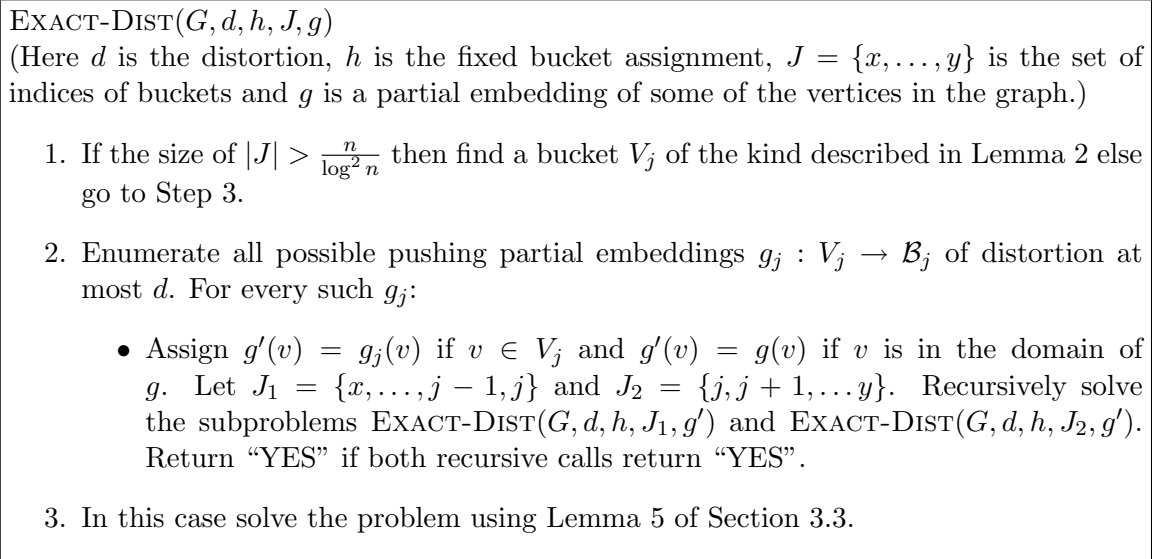 EXACT-DIST(G, d, h, J, g)
(Here d is the distortion, h is the fixed bucket assignment, J = {x, . . . , y} is the set of
indices of buckets and g is a partial embedding of some of the vertices in the graph.)
1. If the size of |J| > n/log² n then find a bucket V_j of the kind described in Lemma 2 else
go to Step 3.
2. Enumerate all possible pushing partial embeddings g_j : V_j → ℬ_j of distortion at
most d. For every such g_j:
• Assign g′(v) = g_j(v) if v ∈ V_j and g′(v) = g(v) if v is in the domain of
g. Let J₁ = {x, . . . , j − 1, j} and J₂ = {j, j + 1, . . . y}. Recursively solve
the subproblems EXACT-DIST(G, d, h, J₁, g′) and EXACT-DIST(G, d, h, J₂, g′).
Return “YES” if both recursive calls return “YES”.
3. In this case solve the problem using Lemma 5 of Section 3.3.